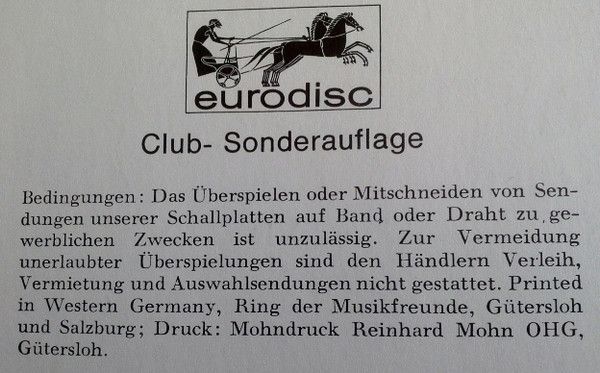 eurodisc
Club- Sonderauflage
Bedingungen: Das Überspielen oder Mitschneiden von Sen-
dungen unserer Schallplatten auf Band oder Draht zu ge-
werblichen Zwecken ist unzulässig. Zur Vermeidung
unerlaubter Überspielungen sind den Händlern Verleih,
Vermietung und Auswahlsendungen nicht gestattet. Printed
in Western Germany, Ring der Musikfreunde, Gütersloh
und Salzburg; Druck: Mohndruck Reinhard Mohn OHG,
Gütersloh.